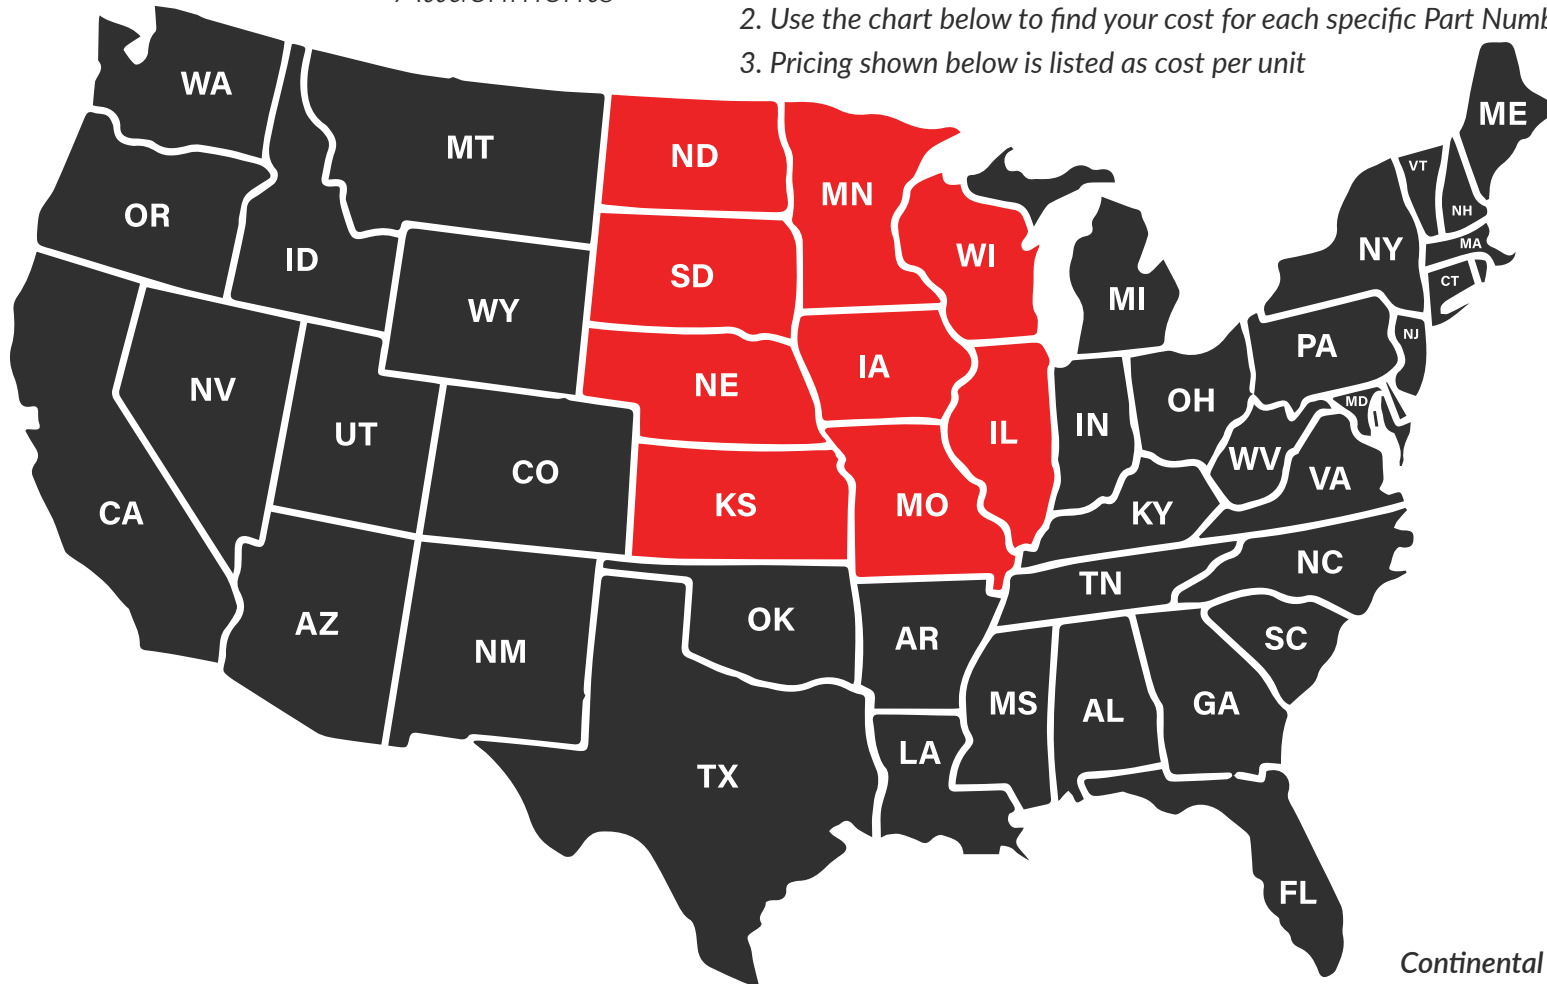 2. Use the chart below to find your cost for each specific Part Numb
3. Pricing shown below is listed as cost per unit
WA
MT
ND
MN
ME
VT
OR
ID
NH
WI
NY
MA
SD
CT
WY
MI
NJ
PA
IA
NV
NE
OH
MD
UT
IN
IL
CO
WV
VA
CA
KS
MO
KY
NC
TN
AZ
OK
AR
SC
NM
MS
AL
GA
LA
TX
FL
Continental